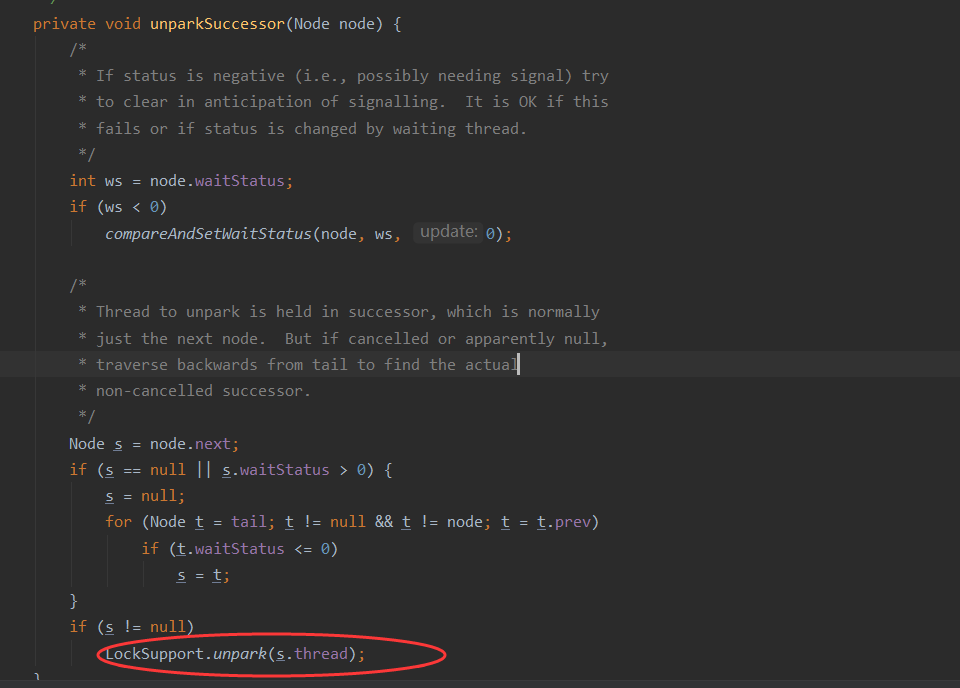 */
private void unparkSuccessor(Node node) {
/*
* If status is negative (i.e., possibly needing signal) try
* to clear in anticipation of signalling.  It is OK if this
* fails or if status is changed by waiting thread.
*/
int ws = node.waitStatus;
if (ws < 0)
compareAndSetWaitStatus(node, ws, update: 0);
/*
* Thread to unpark is held in successor, which is normally
* just the next node.  But if cancelled or apparently null,
* traverse backwards from tail to find the actual
* non-cancelled successor.
*/
Node s = node.next;
if (s == null || s.waitStatus > 0) {
s = null;
for (Node t = tail; t != null && t != node; t = t.prev)
if (t.waitStatus <= 0)
s = t;
}
if (s != null)
LockSupport.unpark(s.thread);
}